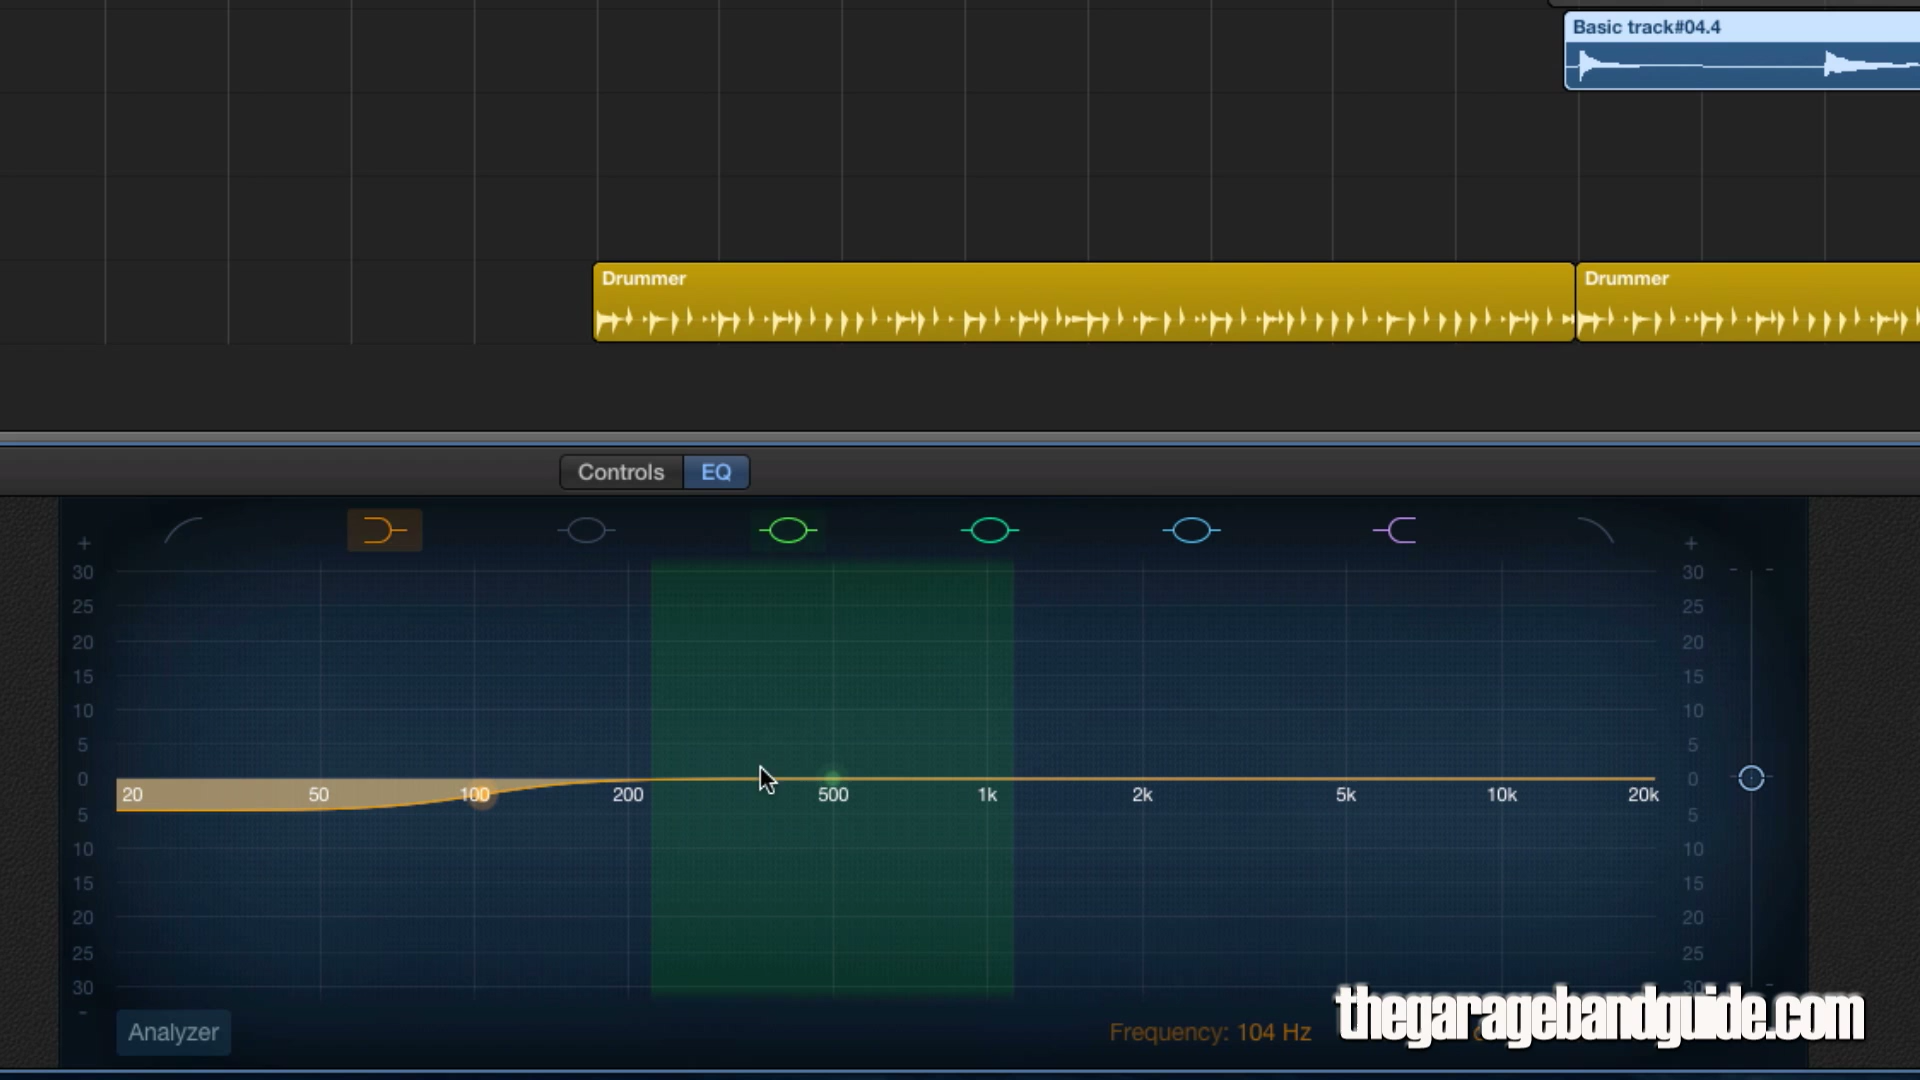 Basic track#04.4
Drummer Drummer
Controls EQ
+ +
30 30
25 25
20 20
15 15
10 10
5 5
0 0
20 50 100 200 500 1k 2k 5k 10k 20k
5 5
10 10
15 15
20 20
25 25
30 30
-
Analyzer Frequency: 104 Hz
thegaragebandguide.com